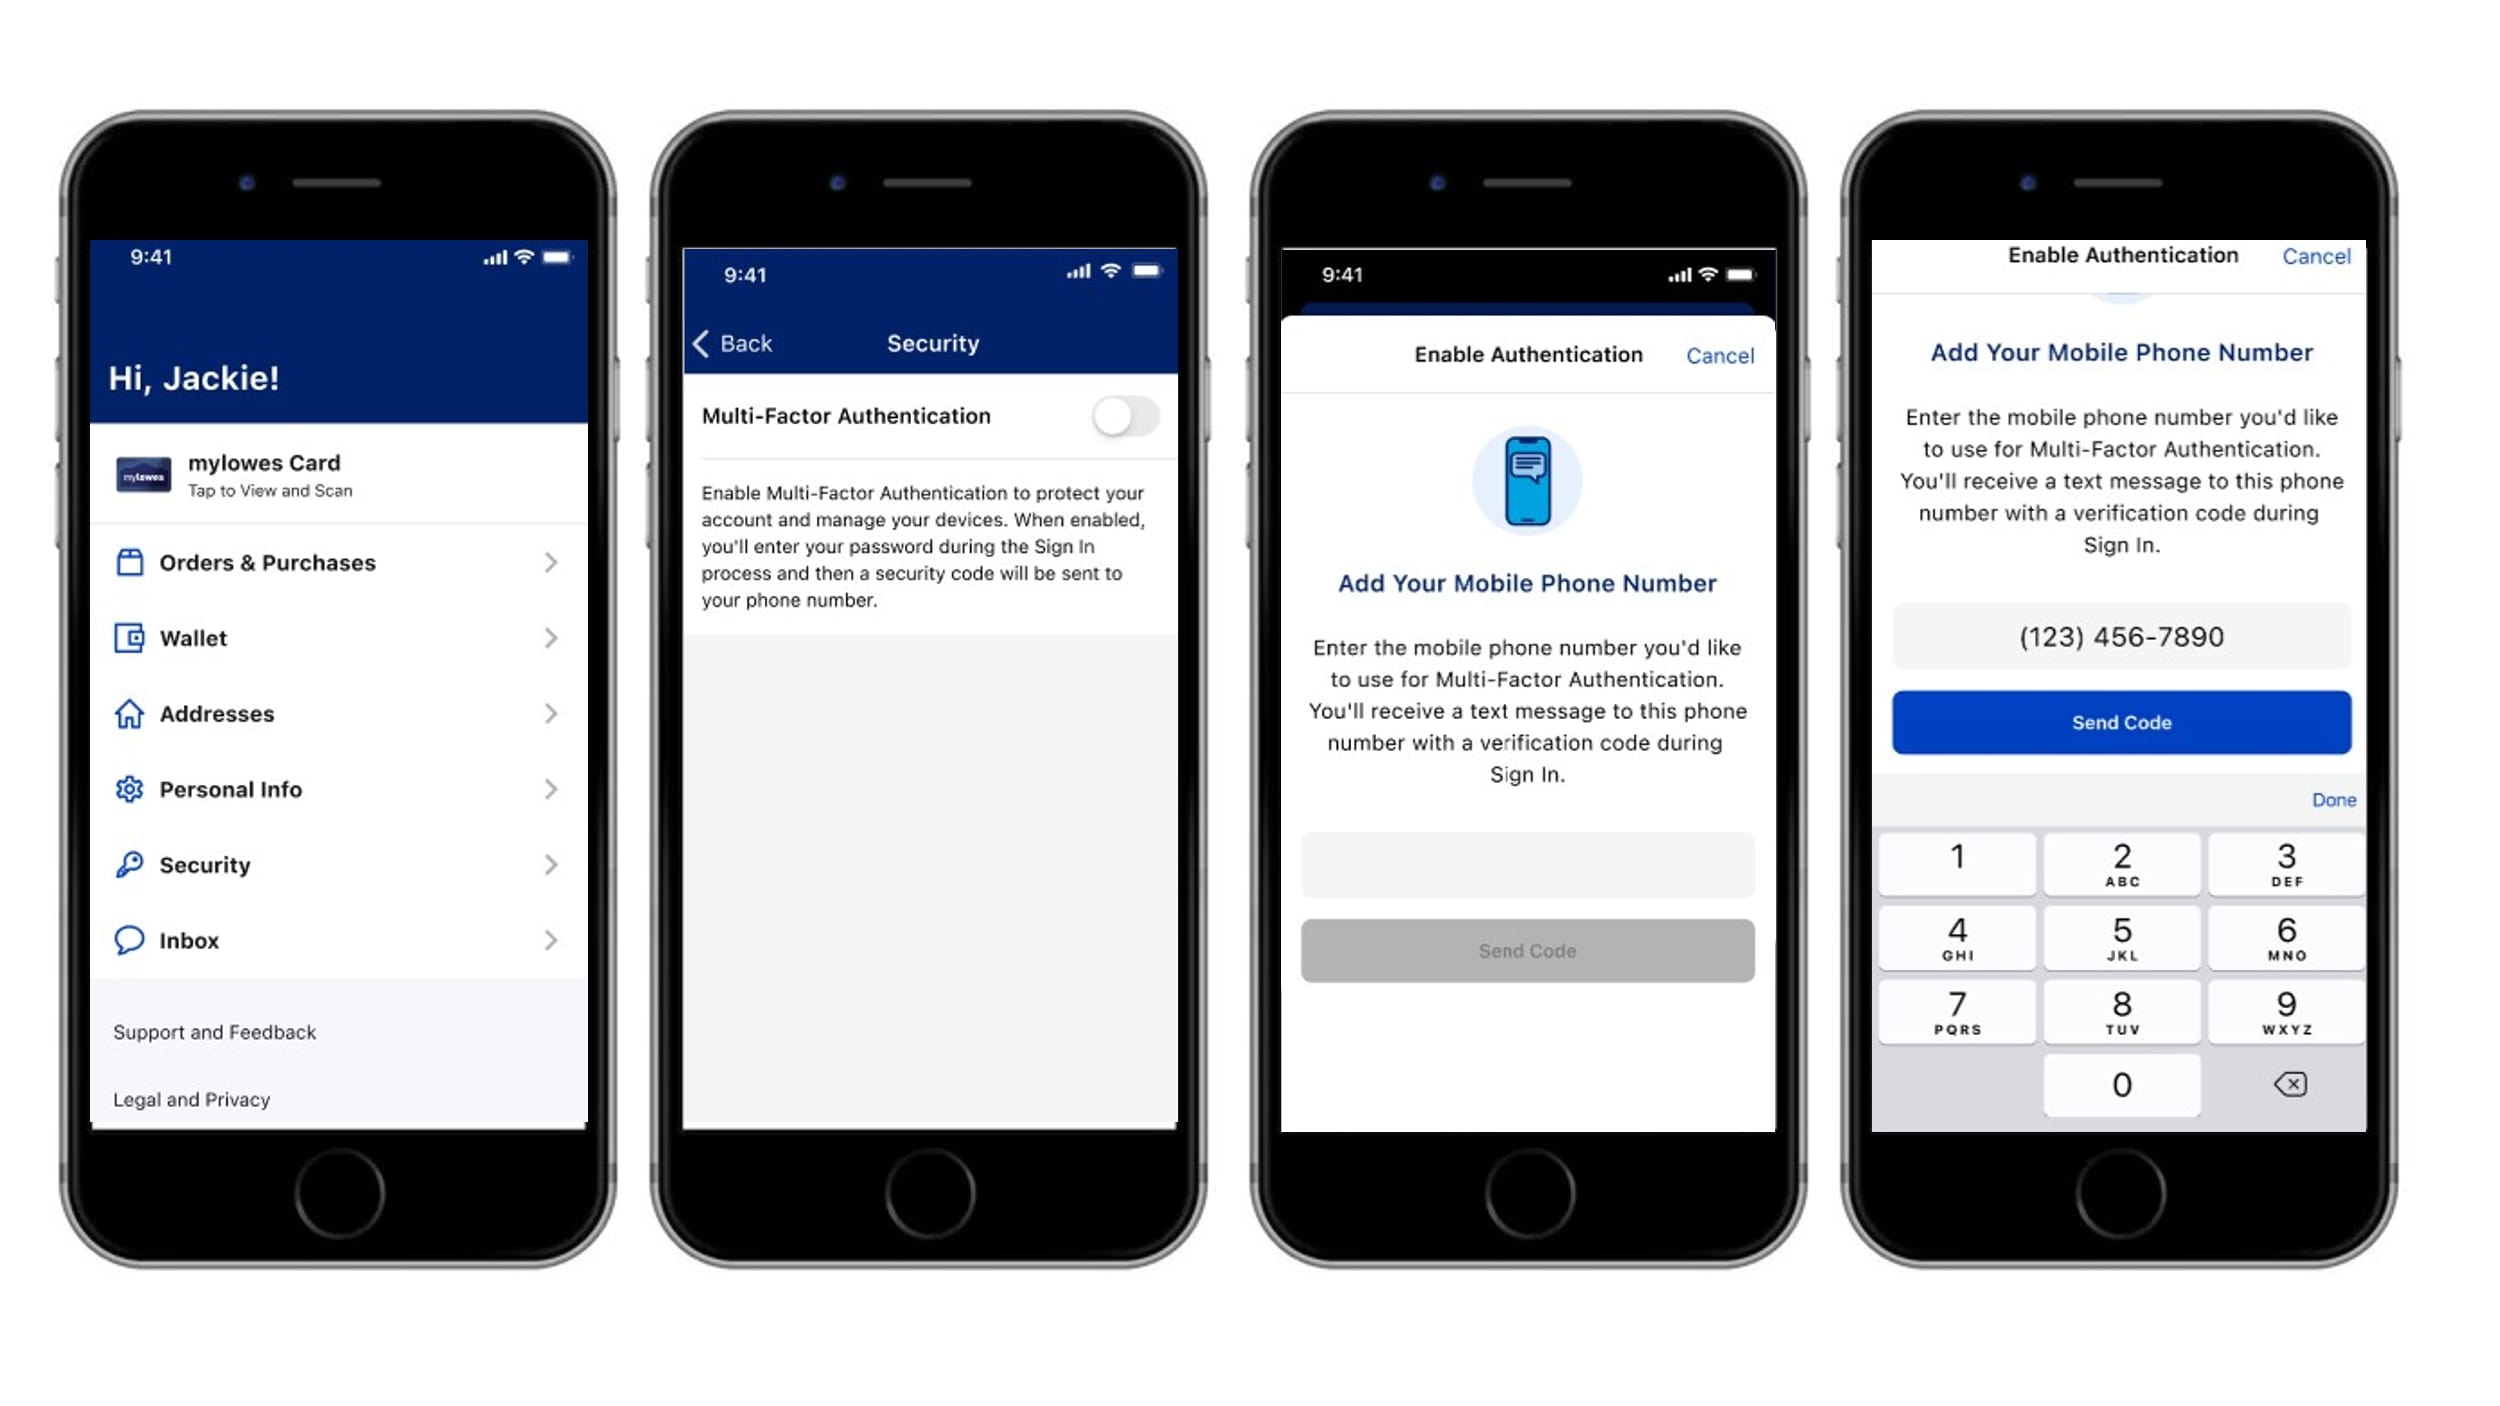 9:41
Hi, Jackie!
mylowes
mylowes Card
Tap to View and Scan
Orders & Purchases
Wallet
Addresses
Personal Info
Security
Inbox
Support and Feedback
Legal and Privacy
9:41
Back
Security
Multi-Factor Authentication
Enable Multi-Factor Authentication to protect your
account and manage your devices. When enabled,
you'll enter your password during the Sign In
process and then a security code will be sent to
your phone number.
9:41
Enable Authentication
Cancel
Add Your Mobile Phone Number
Enter the mobile phone number you'd like
to use for Multi-Factor Authentication.
You'll receive a text message to this phone
number with a verification code during
Sign In.
Send Code
Enable Authentication
Cancel
Add Your Mobile Phone Number
Enter the mobile phone number you'd like
to use for Multi-Factor Authentication.
You'll receive a text message to this phone
number with a verification code during
Sign In.
(123) 456-7890
Send Code
Done
1 2 3
ABC DEF
4 5 6
GHI JKL MNO
7 8 9
PQRS TUV WXYZ
0